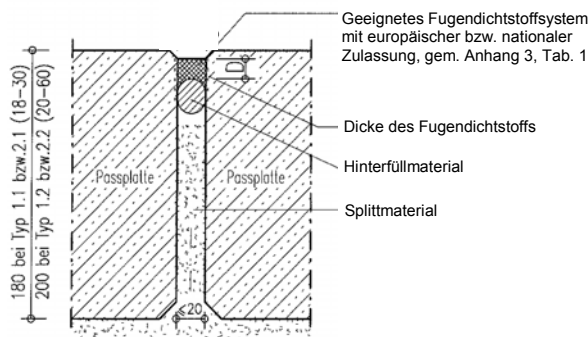 Geeignetes Fugendichtstoffsystem
mit europäischer bzw. nationaler
Zulassung, gem. Anhang 3, Tab. 1
D
Dicke des Fugendichtstoffs
Hinterfüllmaterial
Passplatte
Passplatte
Splittmaterial
180 bei Typ 1.1 bzw.2.1 (18-30)
200 bei Typ 1.2 bzw.2.2 (20-60)
≤20